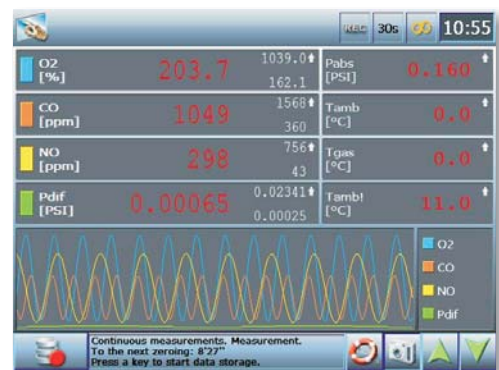 REC 30s 10:55
O2 [%] 203.7 1039.0 162.1 Pabs [PSI] 0.160
CO [ppm] 1049 1568 360 Tamb [°C] 0.0
NO [ppm] 298 756 43 Tgas [°C] 0.0
Pdif [PSI] 0.00065 0.02341 0.00025 Tamb! [°C] 11.0
O2
CO
NO
Pdif
Continuous measurements. Measurement.
To the next zeroing: 8'27"
Press a key to start data storage.